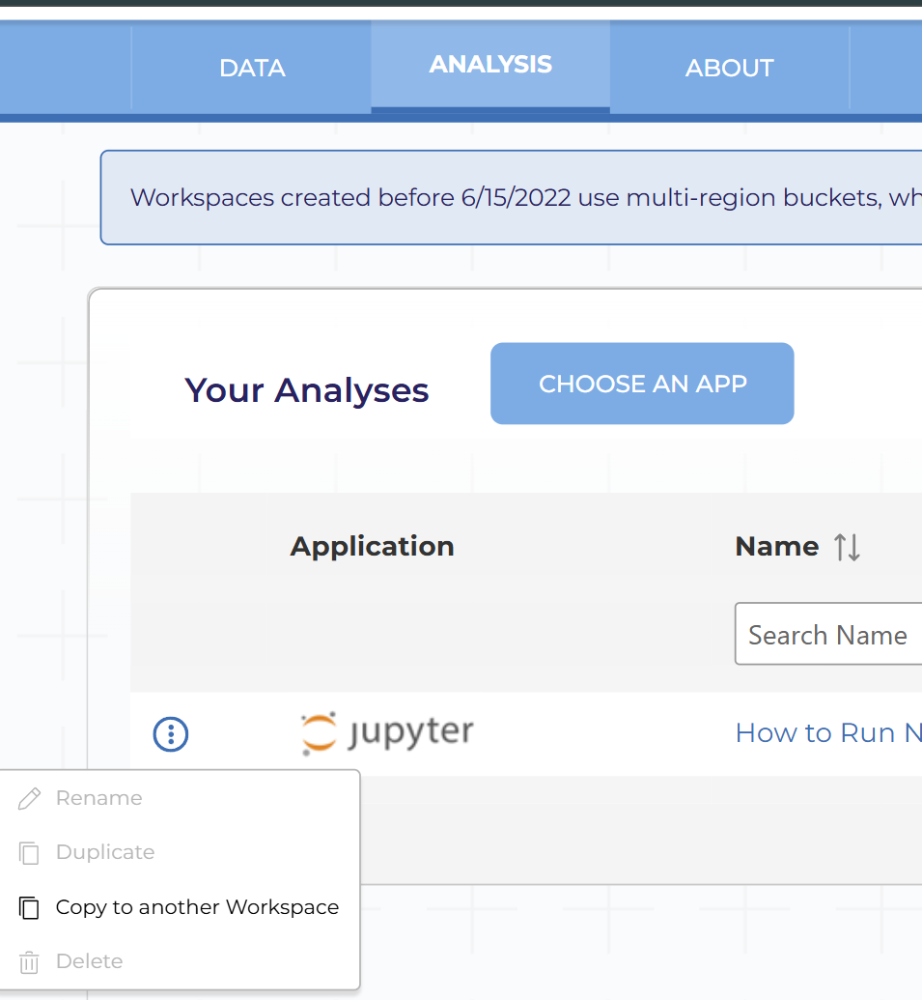 DATA
ANALYSIS
ABOUT
Workspaces created before 6/15/2022 use multi-region buckets, wh
Your Analyses
CHOOSE AN APP
Application
Name
Search Name
jupyter
How to Run N
Rename
Duplicate
Copy to another Workspace
Delete